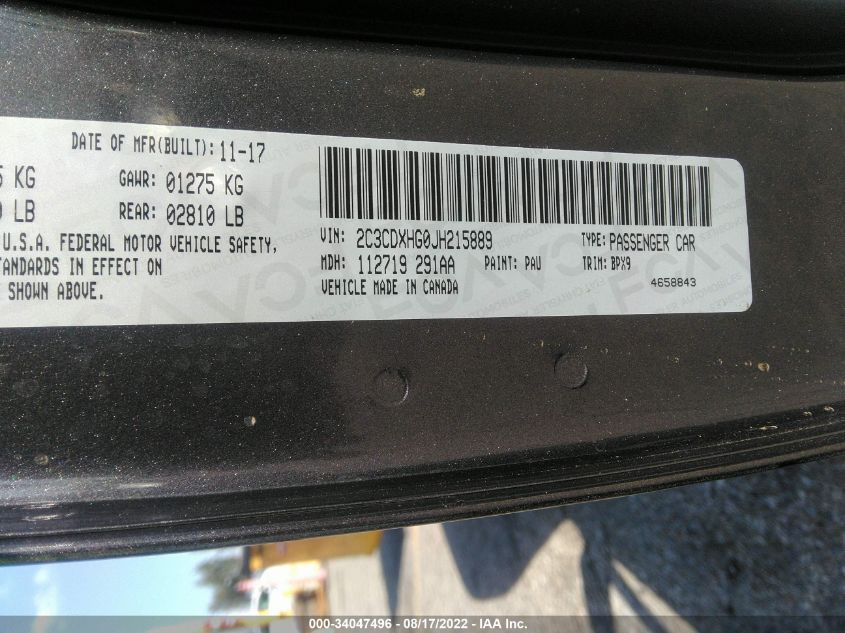 DATE OF MFR(BUILT): 11-17
KG GAWR: 01275 KG
LB REAR: 02810 LB
U.S.A. FEDERAL MOTOR VEHICLE SAFETY,
STANDARDS IN EFFECT ON
SHOWN ABOVE.
VIN: 2C3CDXHG0JH215889 TYPE: PASSENGER CAR
MDH: 112719 291AA PAINT: PAU TRIM: BPX9
VEHICLE MADE IN CANADA 4658843
000-34047496 - 08/17/2022 - IAA Inc.